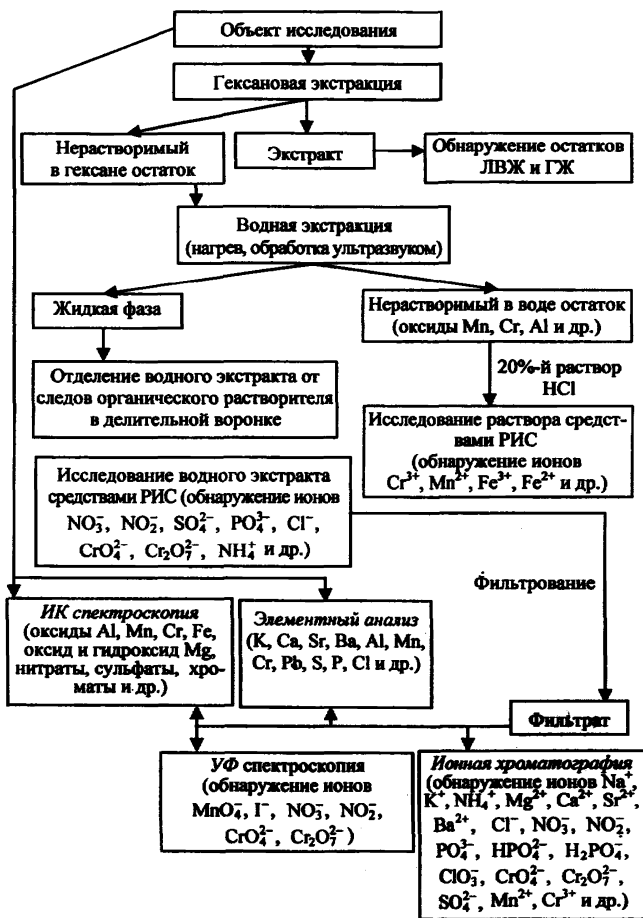 Объект исследования
Гексановая экстракция
Нерастворимый
в гексане остаток
Экстракт
Обнаружение остатков
ЛВЖ и ГЖ
Водная экстракция
(нагрев, обработка ультразвуком)
Жидкая фаза
Нерастворимый в воде остаток
(оксиды Mn, Cr, Al и др.)
Отделение водного экстракта от
следов органического растворителя
в делительной воронке
20%-й раствор
HCl
Исследование раствора средст-
вами РИС
(обнаружение ионов
Cr³⁺, Mn²⁺, Fe³⁺, Fe²⁺ и др.)
Исследование водного экстракта
средствами РИС (обнаружение ионов
NO₃⁻, NO₂⁻, SO₄²⁻, PO₄³⁻, Cl⁻,
CrO₄²⁻, Cr₂O₇²⁻, NH₄⁺ и др.)
Фильтрование
ИК спектроскопия
(оксиды Al, Mn, Cr, Fe,
оксид и гидроксид Mg,
нитраты, сульфаты, хро-
маты и др.)
Элементный анализ
(K, Ca, Sr, Ba, Al, Mn,
Cr, Pb, S, P, Cl и др.)
Фильтрат
УФ спектроскопия
(обнаружение ионов
MnO₄⁻, I⁻, NO₃⁻, NO₂⁻,
CrO₄²⁻, Cr₂O₇²⁻)
Ионная хроматография
(обнаружение ионов Na⁺,
K⁺, NH₄⁺, Mg²⁺, Ca²⁺, Sr²⁺,
Ba²⁺, Cl⁻, NO₃⁻, NO₂⁻,
PO₄³⁻, HPO₄²⁻, H₂PO₄⁻,
ClO₃⁻, CrO₄²⁻, Cr₂O₇²⁻,
SO₄²⁻, Mn²⁺, Cr³⁺ и др.)